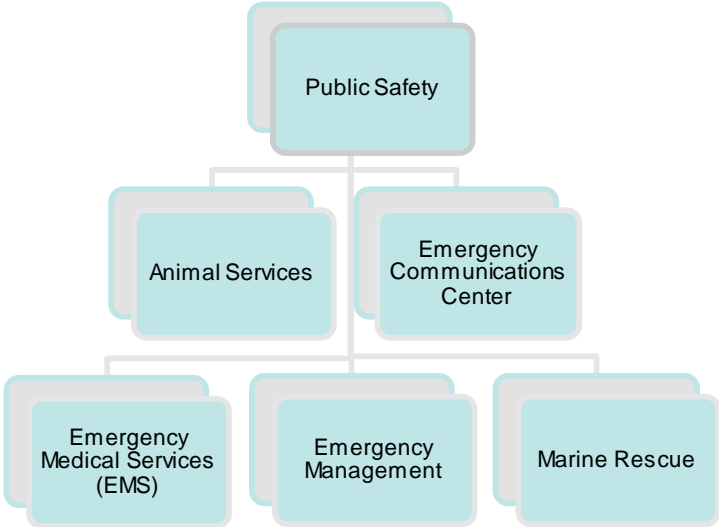 Public Safety
Animal Services
Emergency
Communications
Center
Emergency
Medical Services
(EMS)
Emergency
Management
Marine Rescue